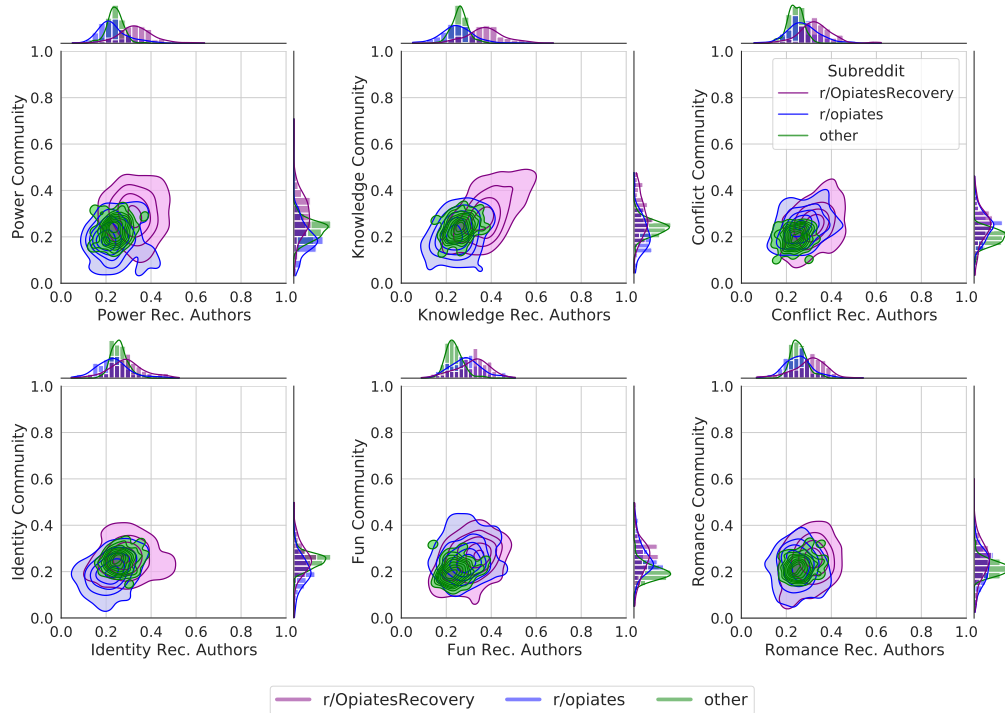 1.0
0.8
0.6
0.4
0.2
0.0
Power Community
0.0 0.2 0.4 0.6 0.8 1.0
Power Rec. Authors
1.0
0.8
0.6
0.4
0.2
0.0
Knowledge Community
0.0 0.2 0.4 0.6 0.8 1.0
Knowledge Rec. Authors
1.0
0.8
0.6
0.4
0.2
0.0
Conflict Community
Subreddit
r/OpiatesRecovery
r/opiates
other
0.0 0.2 0.4 0.6 0.8 1.0
Conflict Rec. Authors
1.0
0.8
0.6
0.4
0.2
0.0
Identity Community
0.0 0.2 0.4 0.6 0.8 1.0
Identity Rec. Authors
1.0
0.8
0.6
0.4
0.2
0.0
Fun Community
0.0 0.2 0.4 0.6 0.8 1.0
Fun Rec. Authors
1.0
0.8
0.6
0.4
0.2
0.0
Romance Community
0.0 0.2 0.4 0.6 0.8 1.0
Romance Rec. Authors
r/OpiatesRecovery r/opiates other